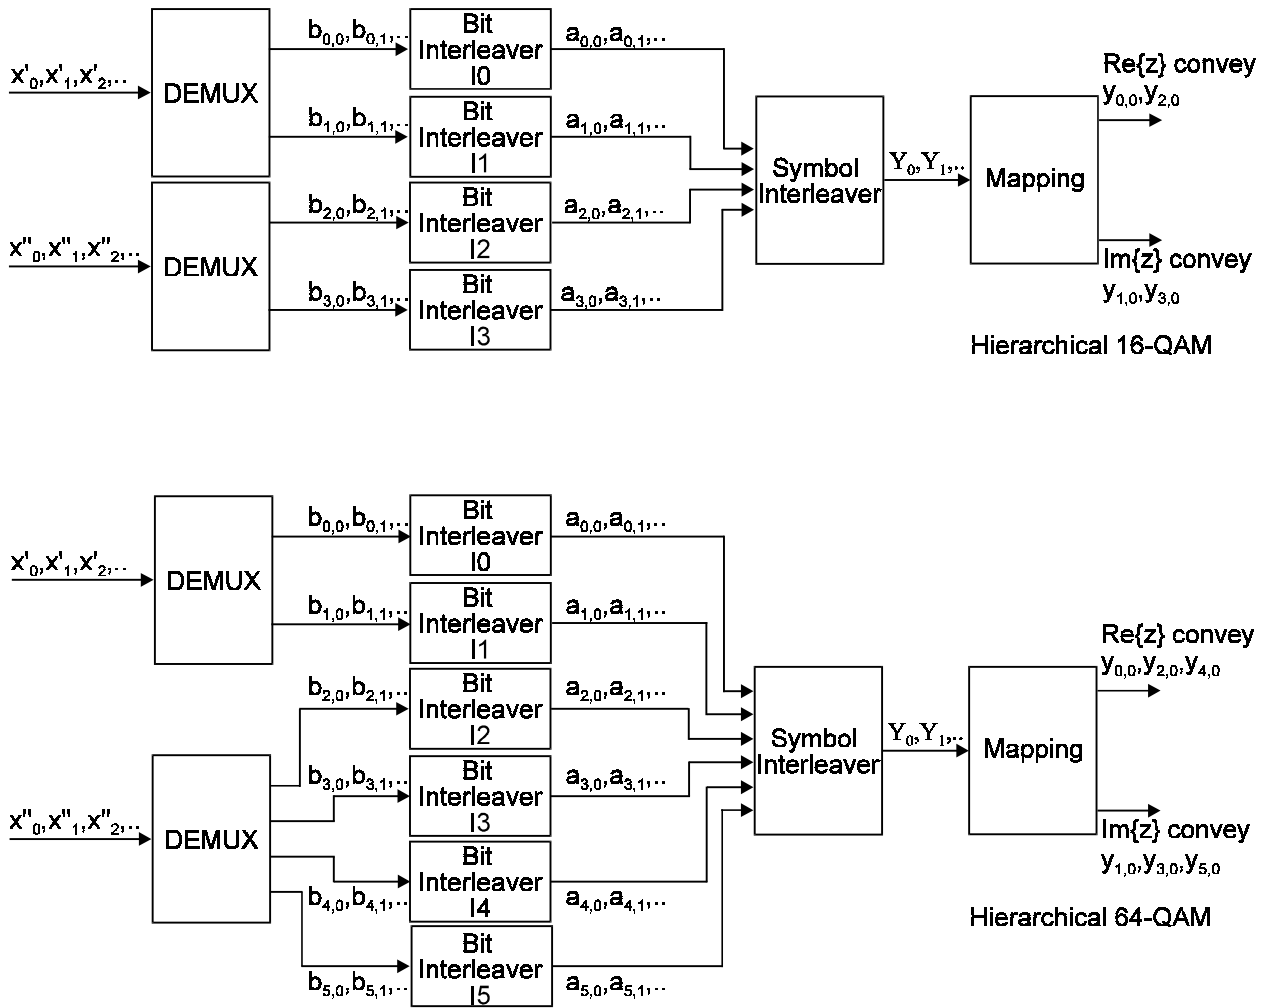 x'0,x'1,x'2,..
DEMUX
b0,0,b0,1,..
Bit
Interleaver
I0
a0,0,a0,1,..
b1,0,b1,1,..
Bit
Interleaver
I1
a1,0,a1,1,..
x"0,x"1,x"2,..
DEMUX
b2,0,b2,1,..
Bit
Interleaver
I2
a2,0,a2,1,..
b3,0,b3,1,..
Bit
Interleaver
I3
a3,0,a3,1,..
Symbol
Interleaver
Y0,Y1,..
Mapping
Re{z} convey
y0,0,y2,0
Im{z} convey
y1,0,y3,0
Hierarchical 16-QAM
x'0,x'1,x'2,..
DEMUX
b0,0,b0,1,..
Bit
Interleaver
I0
a0,0,a0,1,..
b1,0,b1,1,..
Bit
Interleaver
I1
a1,0,a1,1,..
x"0,x"1,x"2,..
DEMUX
b2,0,b2,1,..
Bit
Interleaver
I2
a2,0,a2,1,..
b3,0,b3,1,..
Bit
Interleaver
I3
a3,0,a3,1,..
b4,0,b4,1,..
Bit
Interleaver
I4
a4,0,a4,1,..
b5,0,b5,1,..
Bit
Interleaver
I5
a5,0,a5,1,..
Symbol
Interleaver
Y0,Y1,..
Mapping
Re{z} convey
y0,0,y2,0,y4,0
Im{z} convey
y1,0,y3,0,y5,0
Hierarchical 64-QAM